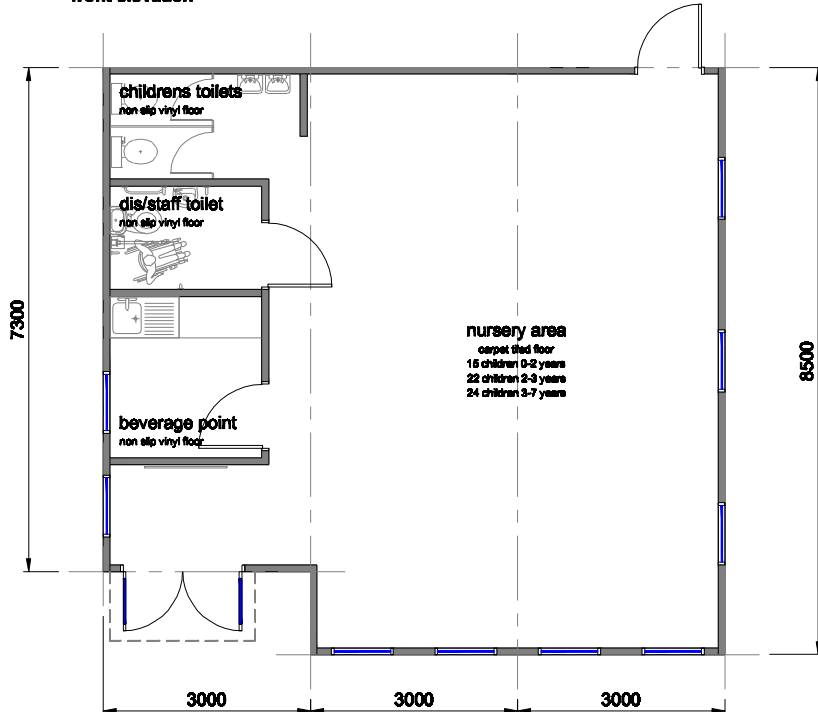 front elevation
childrens toilets
non slip vinyl floor
dis/staff toilet
non slip vinyl floor
7300
nursery area
carpet tiled floor
15 children 0-2 years
22 children 2-3 years
24 children 3-7 years
8500
beverage point
non slip vinyl floor
3000
3000
3000